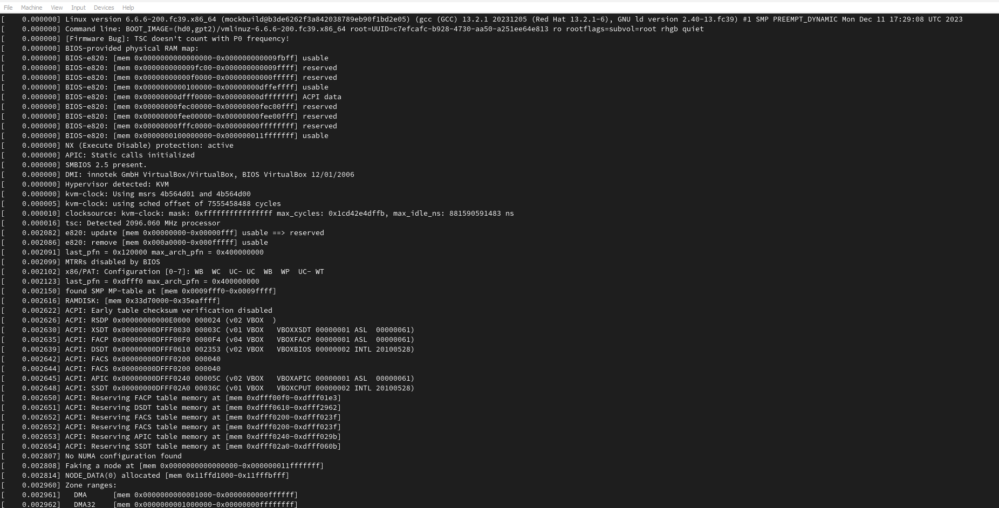 File Machine View Input Devices Help
[    0.000000] Linux version 6.6.6-200.fc39.x86_64 (mockbuild@b3de6262f3a842038789eb90f1bd2e05) (gcc (GCC) 13.2.1 20231205 (Red Hat 13.2.1-6), GNU ld version 2.40-13.fc39) #1 SMP PREEMPT_DYNAMIC Mon Dec 11 17:29:08 UTC 2023
[    0.000000] Command line: BOOT_IMAGE=(hd0,gpt2)/vmlinuz-6.6.6-200.fc39.x86_64 root=UUID=c7efcafc-b928-4730-aa50-a251ee64e813 ro rootflags=subvol=root rhgb quiet
[    0.000000] [Firmware Bug]: TSC doesn't count with P0 frequency!
[    0.000000] BIOS-provided physical RAM map:
[    0.000000] BIOS-e820: [mem 0x0000000000000000-0x000000000009fbff] usable
[    0.000000] BIOS-e820: [mem 0x000000000009fc00-0x000000000009ffff] reserved
[    0.000000] BIOS-e820: [mem 0x00000000000f0000-0x00000000000fffff] reserved
[    0.000000] BIOS-e820: [mem 0x0000000000100000-0x00000000dffeffff] usable
[    0.000000] BIOS-e820: [mem 0x00000000dfff0000-0x00000000dfffffff] ACPI data
[    0.000000] BIOS-e820: [mem 0x00000000fec00000-0x00000000fec00fff] reserved
[    0.000000] BIOS-e820: [mem 0x00000000fee00000-0x00000000fee00fff] reserved
[    0.000000] BIOS-e820: [mem 0x00000000fffc0000-0x00000000ffffffff] reserved
[    0.000000] BIOS-e820: [mem 0x0000000100000000-0x000000011fffffff] usable
[    0.000000] NX (Execute Disable) protection: active
[    0.000000] APIC: Static calls initialized
[    0.000000] SMBIOS 2.5 present.
[    0.000000] DMI: innotek GmbH VirtualBox/VirtualBox, BIOS VirtualBox 12/01/2006
[    0.000000] Hypervisor detected: KVM
[    0.000000] kvm-clock: Using msrs 4b564d01 and 4b564d00
[    0.000005] kvm-clock: using sched offset of 7555458488 cycles
[    0.000010] clocksource: kvm-clock: mask: 0xffffffffffffffff max_cycles: 0x1cd42e4dffb, max_idle_ns: 881590591483 ns
[    0.000016] tsc: Detected 2096.060 MHz processor
[    0.002082] e820: update [mem 0x00000000-0x00000fff] usable ==> reserved
[    0.002086] e820: remove [mem 0x000a0000-0x000fffff] usable
[    0.002091] last_pfn = 0x120000 max_arch_pfn = 0x400000000
[    0.002099] MTRRs disabled by BIOS
[    0.002102] x86/PAT: Configuration [0-7]: WB  WC  UC- UC  WB  WP  UC- WT
[    0.002123] last_pfn = 0xdfff0 max_arch_pfn = 0x400000000
[    0.002150] found SMP MP-table at [mem 0x0009fff0-0x0009ffff]
[    0.002616] RAMDISK: [mem 0x33d70000-0x35eaffff]
[    0.002622] ACPI: Early table checksum verification disabled
[    0.002626] ACPI: RSDP 0x00000000000E0000 000024 (v02 VBOX  )
[    0.002630] ACPI: XSDT 0x00000000DFFF0030 00003C (v01 VBOX   VBOXXSDT 00000001 ASL  00000061)
[    0.002635] ACPI: FACP 0x00000000DFFF00F0 0000F4 (v04 VBOX   VBOXFACP 00000001 ASL  00000061)
[    0.002639] ACPI: DSDT 0x00000000DFFF0610 002353 (v02 VBOX   VBOXBIOS 00000002 INTL 20100528)
[    0.002642] ACPI: FACS 0x00000000DFFF0200 000040
[    0.002644] ACPI: FACS 0x00000000DFFF0200 000040
[    0.002645] ACPI: APIC 0x00000000DFFF0240 00005C (v02 VBOX   VBOXAPIC 00000001 ASL  00000061)
[    0.002648] ACPI: SSDT 0x00000000DFFF02A0 00036C (v01 VBOX   VBOXCPUT 00000002 INTL 20100528)
[    0.002650] ACPI: Reserving FACP table memory at [mem 0xdfff00f0-0xdfff01e3]
[    0.002651] ACPI: Reserving DSDT table memory at [mem 0xdfff0610-0xdfff2962]
[    0.002652] ACPI: Reserving FACS table memory at [mem 0xdfff0200-0xdfff023f]
[    0.002652] ACPI: Reserving FACS table memory at [mem 0xdfff0200-0xdfff023f]
[    0.002653] ACPI: Reserving APIC table memory at [mem 0xdfff0240-0xdfff029b]
[    0.002654] ACPI: Reserving SSDT table memory at [mem 0xdfff02a0-0xdfff060b]
[    0.002807] No NUMA configuration found
[    0.002808] Faking a node at [mem 0x0000000000000000-0x000000011fffffff]
[    0.002814] NODE_DATA(0) allocated [mem 0x11ffd1000-0x11fffbfff]
[    0.002960] Zone ranges:
[    0.002961]   DMA      [mem 0x0000000000001000-0x0000000000ffffff]
[    0.002962]   DMA32    [mem 0x0000000001000000-0x00000000ffffffff]